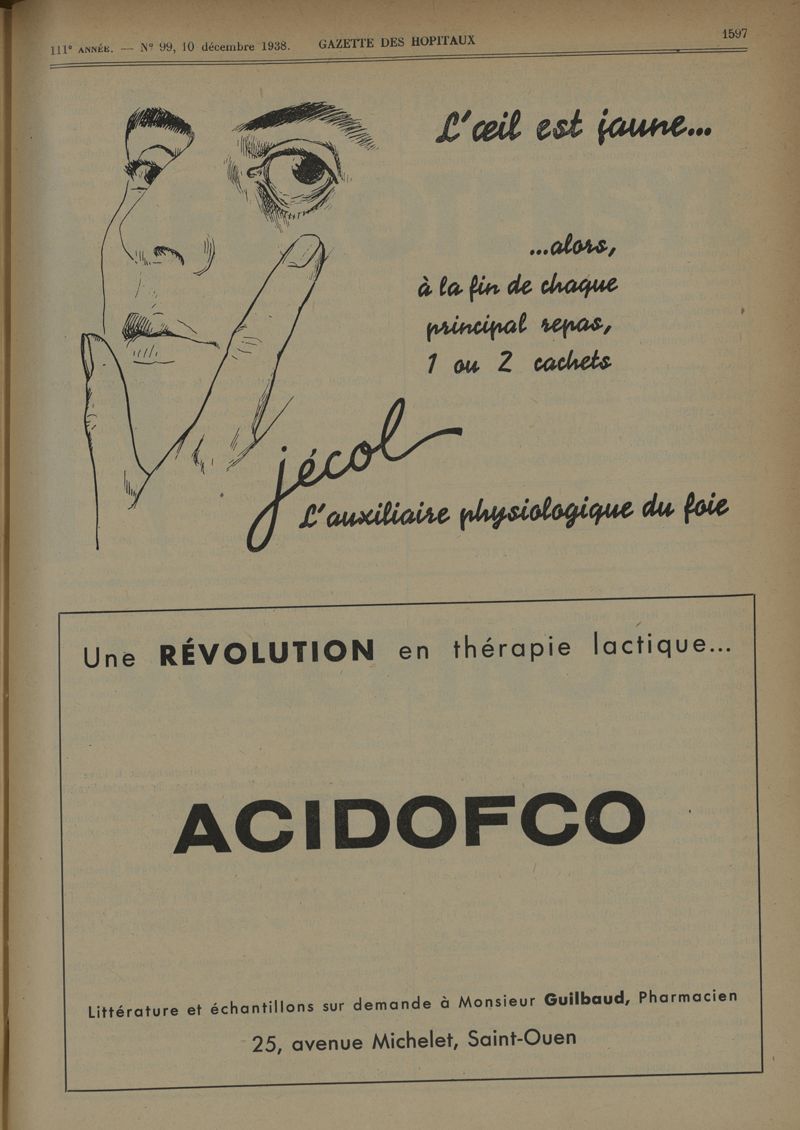 111e ANNÉE. — N° 99, 10 décembre 1938. GAZETTE DES HOPITAUX 1597
L'œil est jaune...
...alors,
à la fin de chaque
principal repas,
1 ou 2 cachets
jécol
L'auxiliaire physiologique du foie
Une RÉVOLUTION en thérapie lactique...
ACIDOFCO
Littérature et échantillons sur demande à Monsieur Guilbaud, Pharmacien
25, avenue Michelet, Saint-Ouen